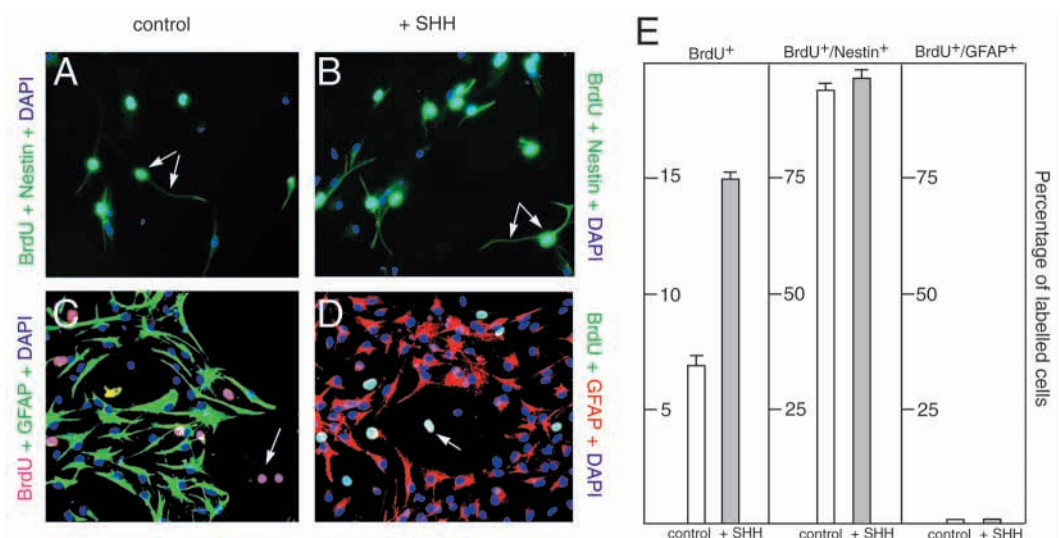 control
+ SHH
A
B
BrdU + Nestin + DAPI
BrdU + Nestin + DAPI
C
D
BrdU + GFAP + DAPI
BrdU + GFAP + DAPI
E
BrdU⁺
BrdU⁺/Nestin⁺
BrdU⁺/GFAP⁺
15
75
75
10
50
50
5
25
25
Percentage of labelled cells
control + SHH
control + SHH
control + SHH